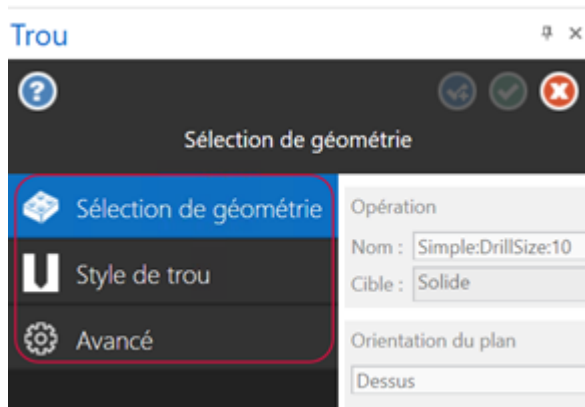 Trou
Sélection de géométrie
Sélection de géométrie
Style de trou
Avancé
Opération
Nom : Simple:DrillSize:10
Cible : Solide
Orientation du plan
Dessus